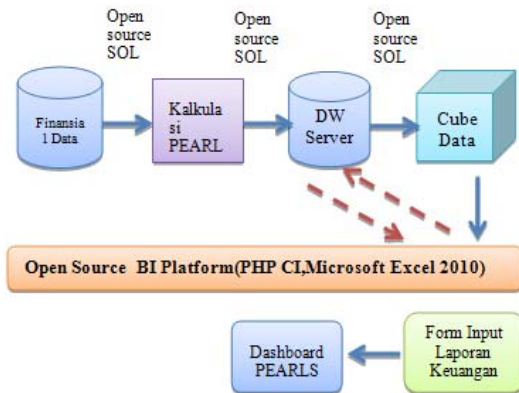 Open
source
SOL
Open
source
SOL
Open
source
SOL
Finansia
l Data
Kalkula
si
PEARL
DW
Server
Cube
Data
Open Source BI Platform(PHP CI,Microsoft Excel 2010)
Dashboard
PEARLS
Form Input
Laporan
Keuangan